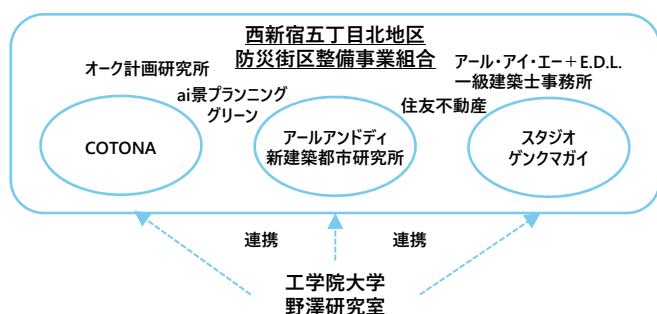 西新宿五丁目北地区
防災街区整備事業組合
オーク計画研究所
アール・アイ・エー＋E.D.L.
一級建築士事務所
ai景プランニング
グリーン
住友不動産
COTONA
アールアンドディ
新建築都市研究所
スタジオ
ゲンクマガイ
連携
連携
工学院大学
野澤研究室